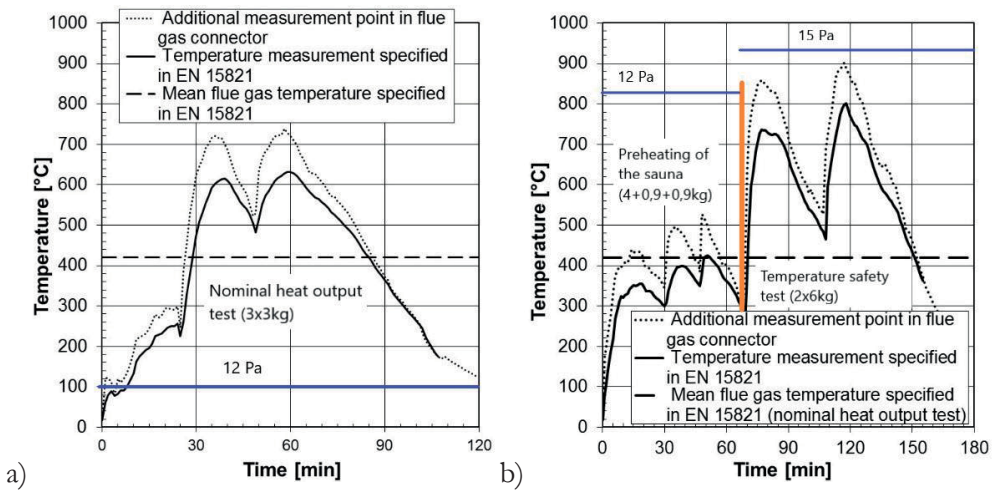 1000
900
800
700
600
500
400
300
200
100
0
Temperature [°C]
Additional measurement point in flue
gas connector
Temperature measurement specified
in EN 15821
Mean flue gas temperature specified
in EN 15821
Nominal heat output
test (3x3kg)
12 Pa
0 30 60 90 120
Time [min]
a)
1000
900
800
700
600
500
400
300
200
100
0
Temperature [°C]
15 Pa
12 Pa
Preheating of
the sauna
(4+0,9+0,9kg)
Temperature safety
test (2x6kg)
Additional measurement point in flue
gas connector
Temperature measurement specified
in EN 15821
Mean flue gas temperature specified
in EN 15821 (nominal heat output test)
0 30 60 90 120 150 180
Time [min]
b)